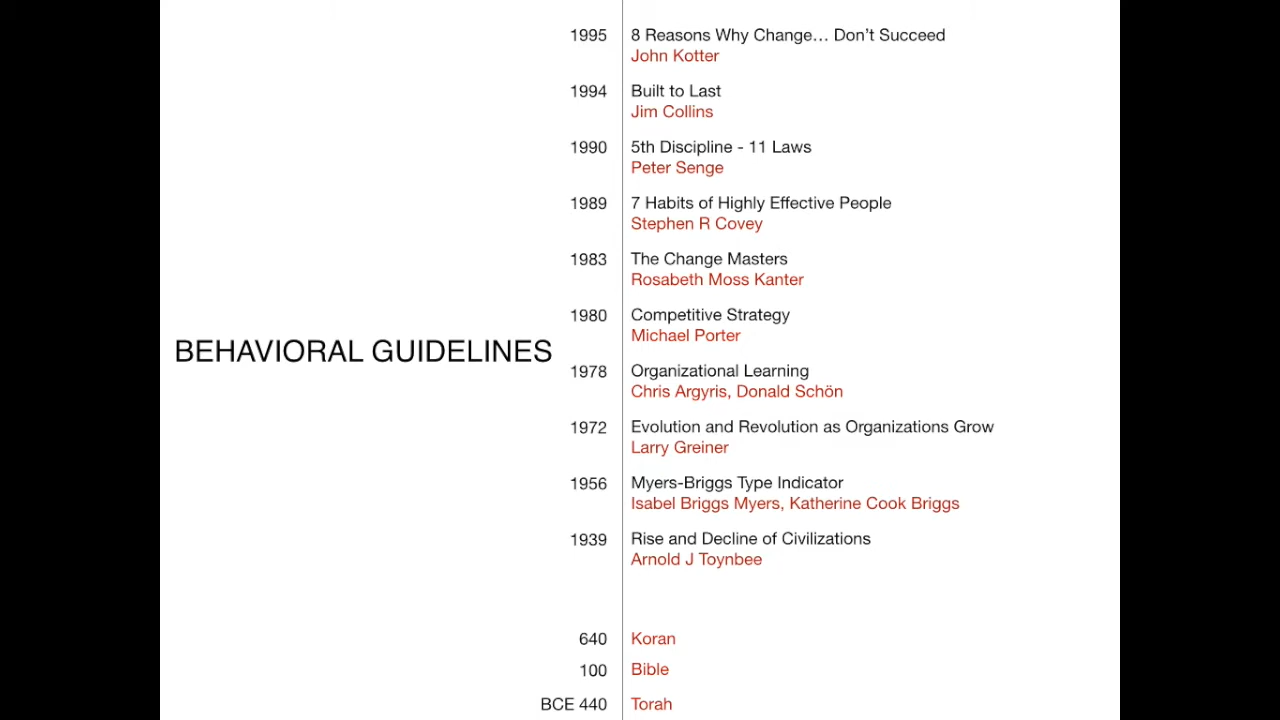 1995 8 Reasons Why Change… Don’t Succeed
John Kotter
1994 Built to Last
Jim Collins
1990 5th Discipline - 11 Laws
Peter Senge
1989 7 Habits of Highly Effective People
Stephen R Covey
1983 The Change Masters
Rosabeth Moss Kanter
1980 Competitive Strategy
Michael Porter
BEHAVIORAL GUIDELINES
1978 Organizational Learning
Chris Argyris, Donald Schön
1972 Evolution and Revolution as Organizations Grow
Larry Greiner
1956 Myers-Briggs Type Indicator
Isabel Briggs Myers, Katherine Cook Briggs
1939 Rise and Decline of Civilizations
Arnold J Toynbee
640 Koran
100 Bible
BCE 440 Torah